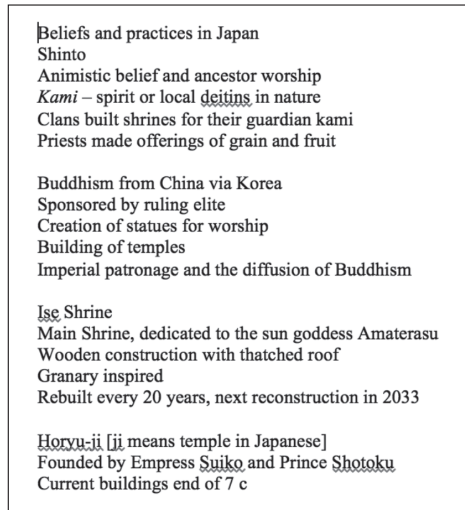 Beliefs and practices in Japan
Shinto
Animistic belief and ancestor worship
Kami – spirit or local deitins in nature
Clans built shrines for their guardian kami
Priests made offerings of grain and fruit
Buddhism from China via Korea
Sponsored by ruling elite
Creation of statues for worship
Building of temples
Imperial patronage and the diffusion of Buddhism
Ise Shrine
Main Shrine, dedicated to the sun goddess Amaterasu
Wooden construction with thatched roof
Granary inspired
Rebuilt every 20 years, next reconstruction in 2033
Horyu-ji [ji means temple in Japanese]
Founded by Empress Suiko and Prince Shotoku
Current buildings end of 7 c